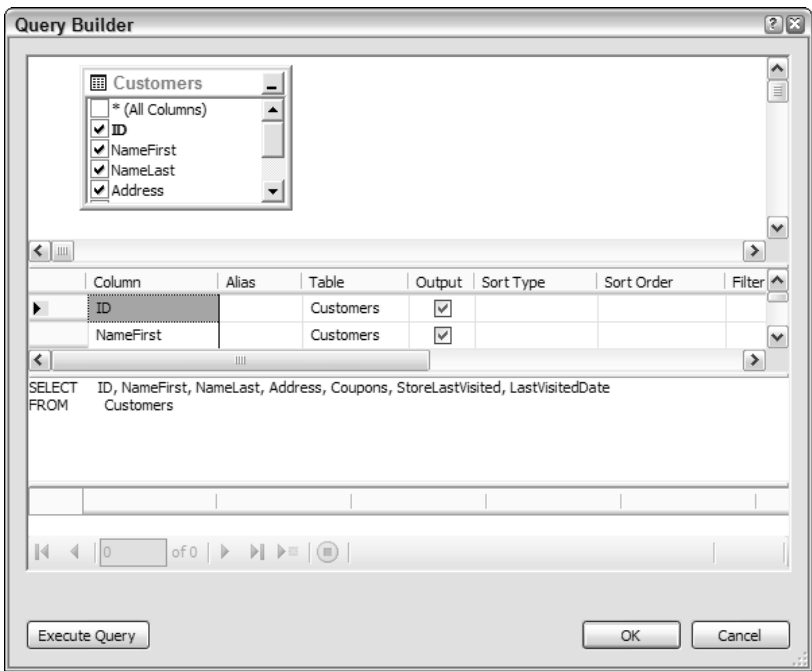 Query Builder
Customers
* (All Columns)
ID
NameFirst
NameLast
Address
Column Alias Table Output Sort Type Sort Order Filter
ID Customers
NameFirst Customers
SELECT ID, NameFirst, NameLast, Address, Coupons, StoreLastVisited, LastVisitedDate
FROM Customers
0 of 0
Execute Query OK Cancel